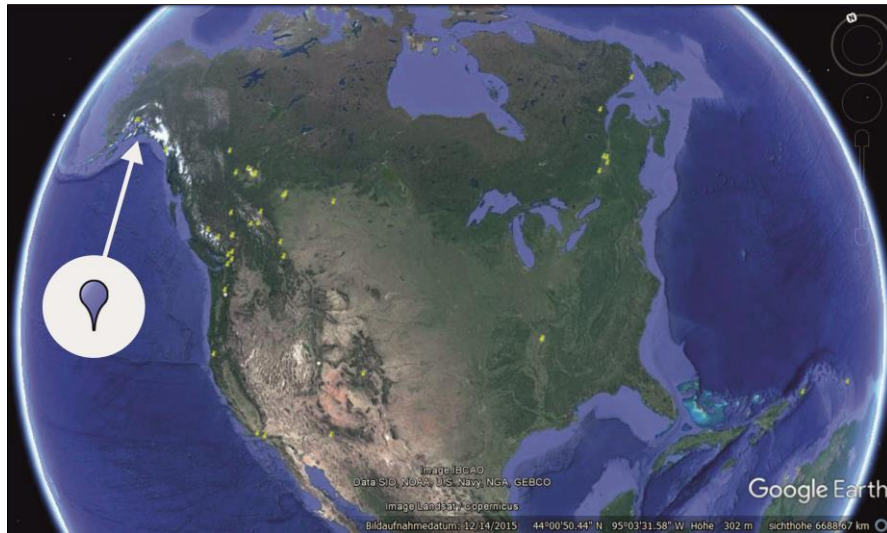 N
Image IBCAO
Data SIO, NOAA, U.S. Navy, NGA, GEBCO
Image Landsat / Copernicus
Google Earth
Bildaufnahmedatum: 12/14/2015 44°00'50.44" N 95°03'31.58" W Höhe 302 m sichthöhe 6688.67 km